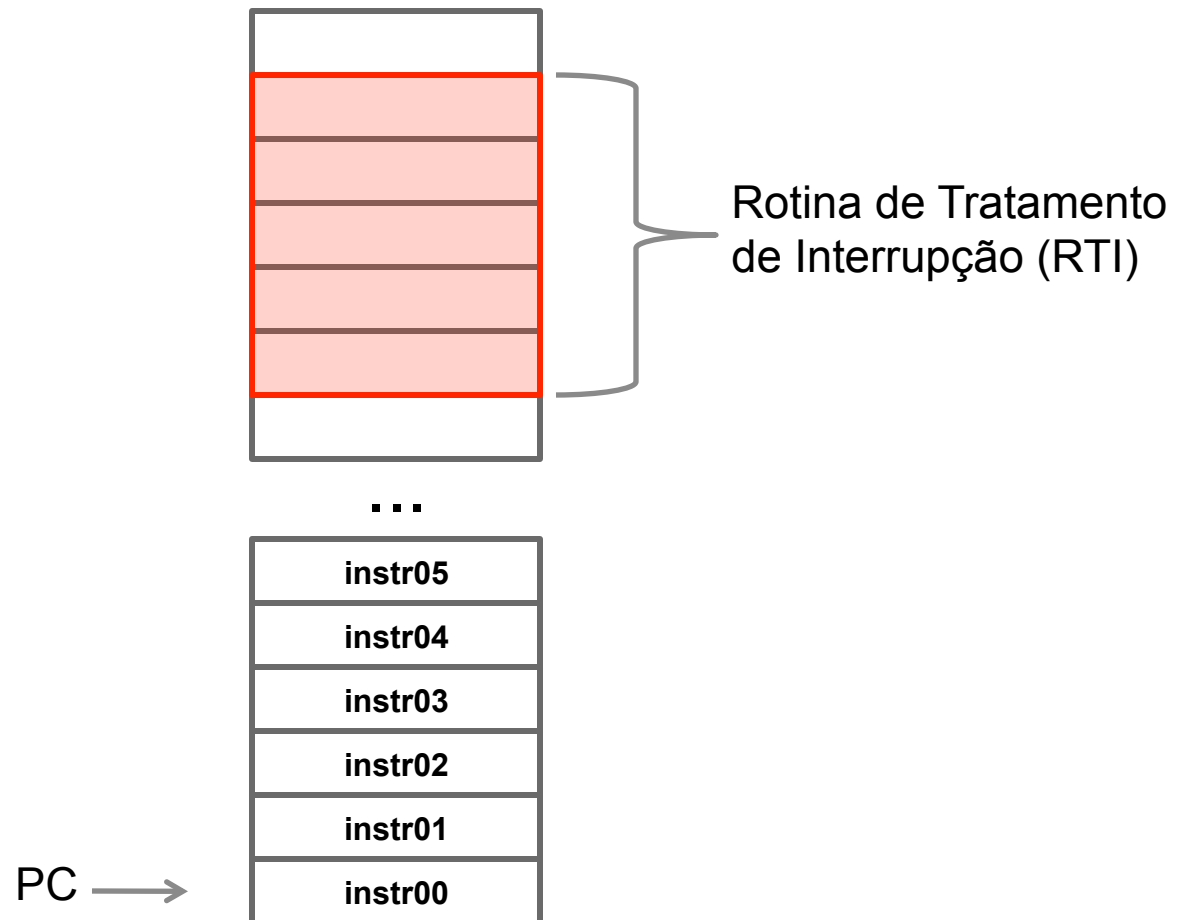 Rotina de Tratamento
de Interrupção (RTI)
...
instr05
instr04
instr03
instr02
instr01
PC
instr00